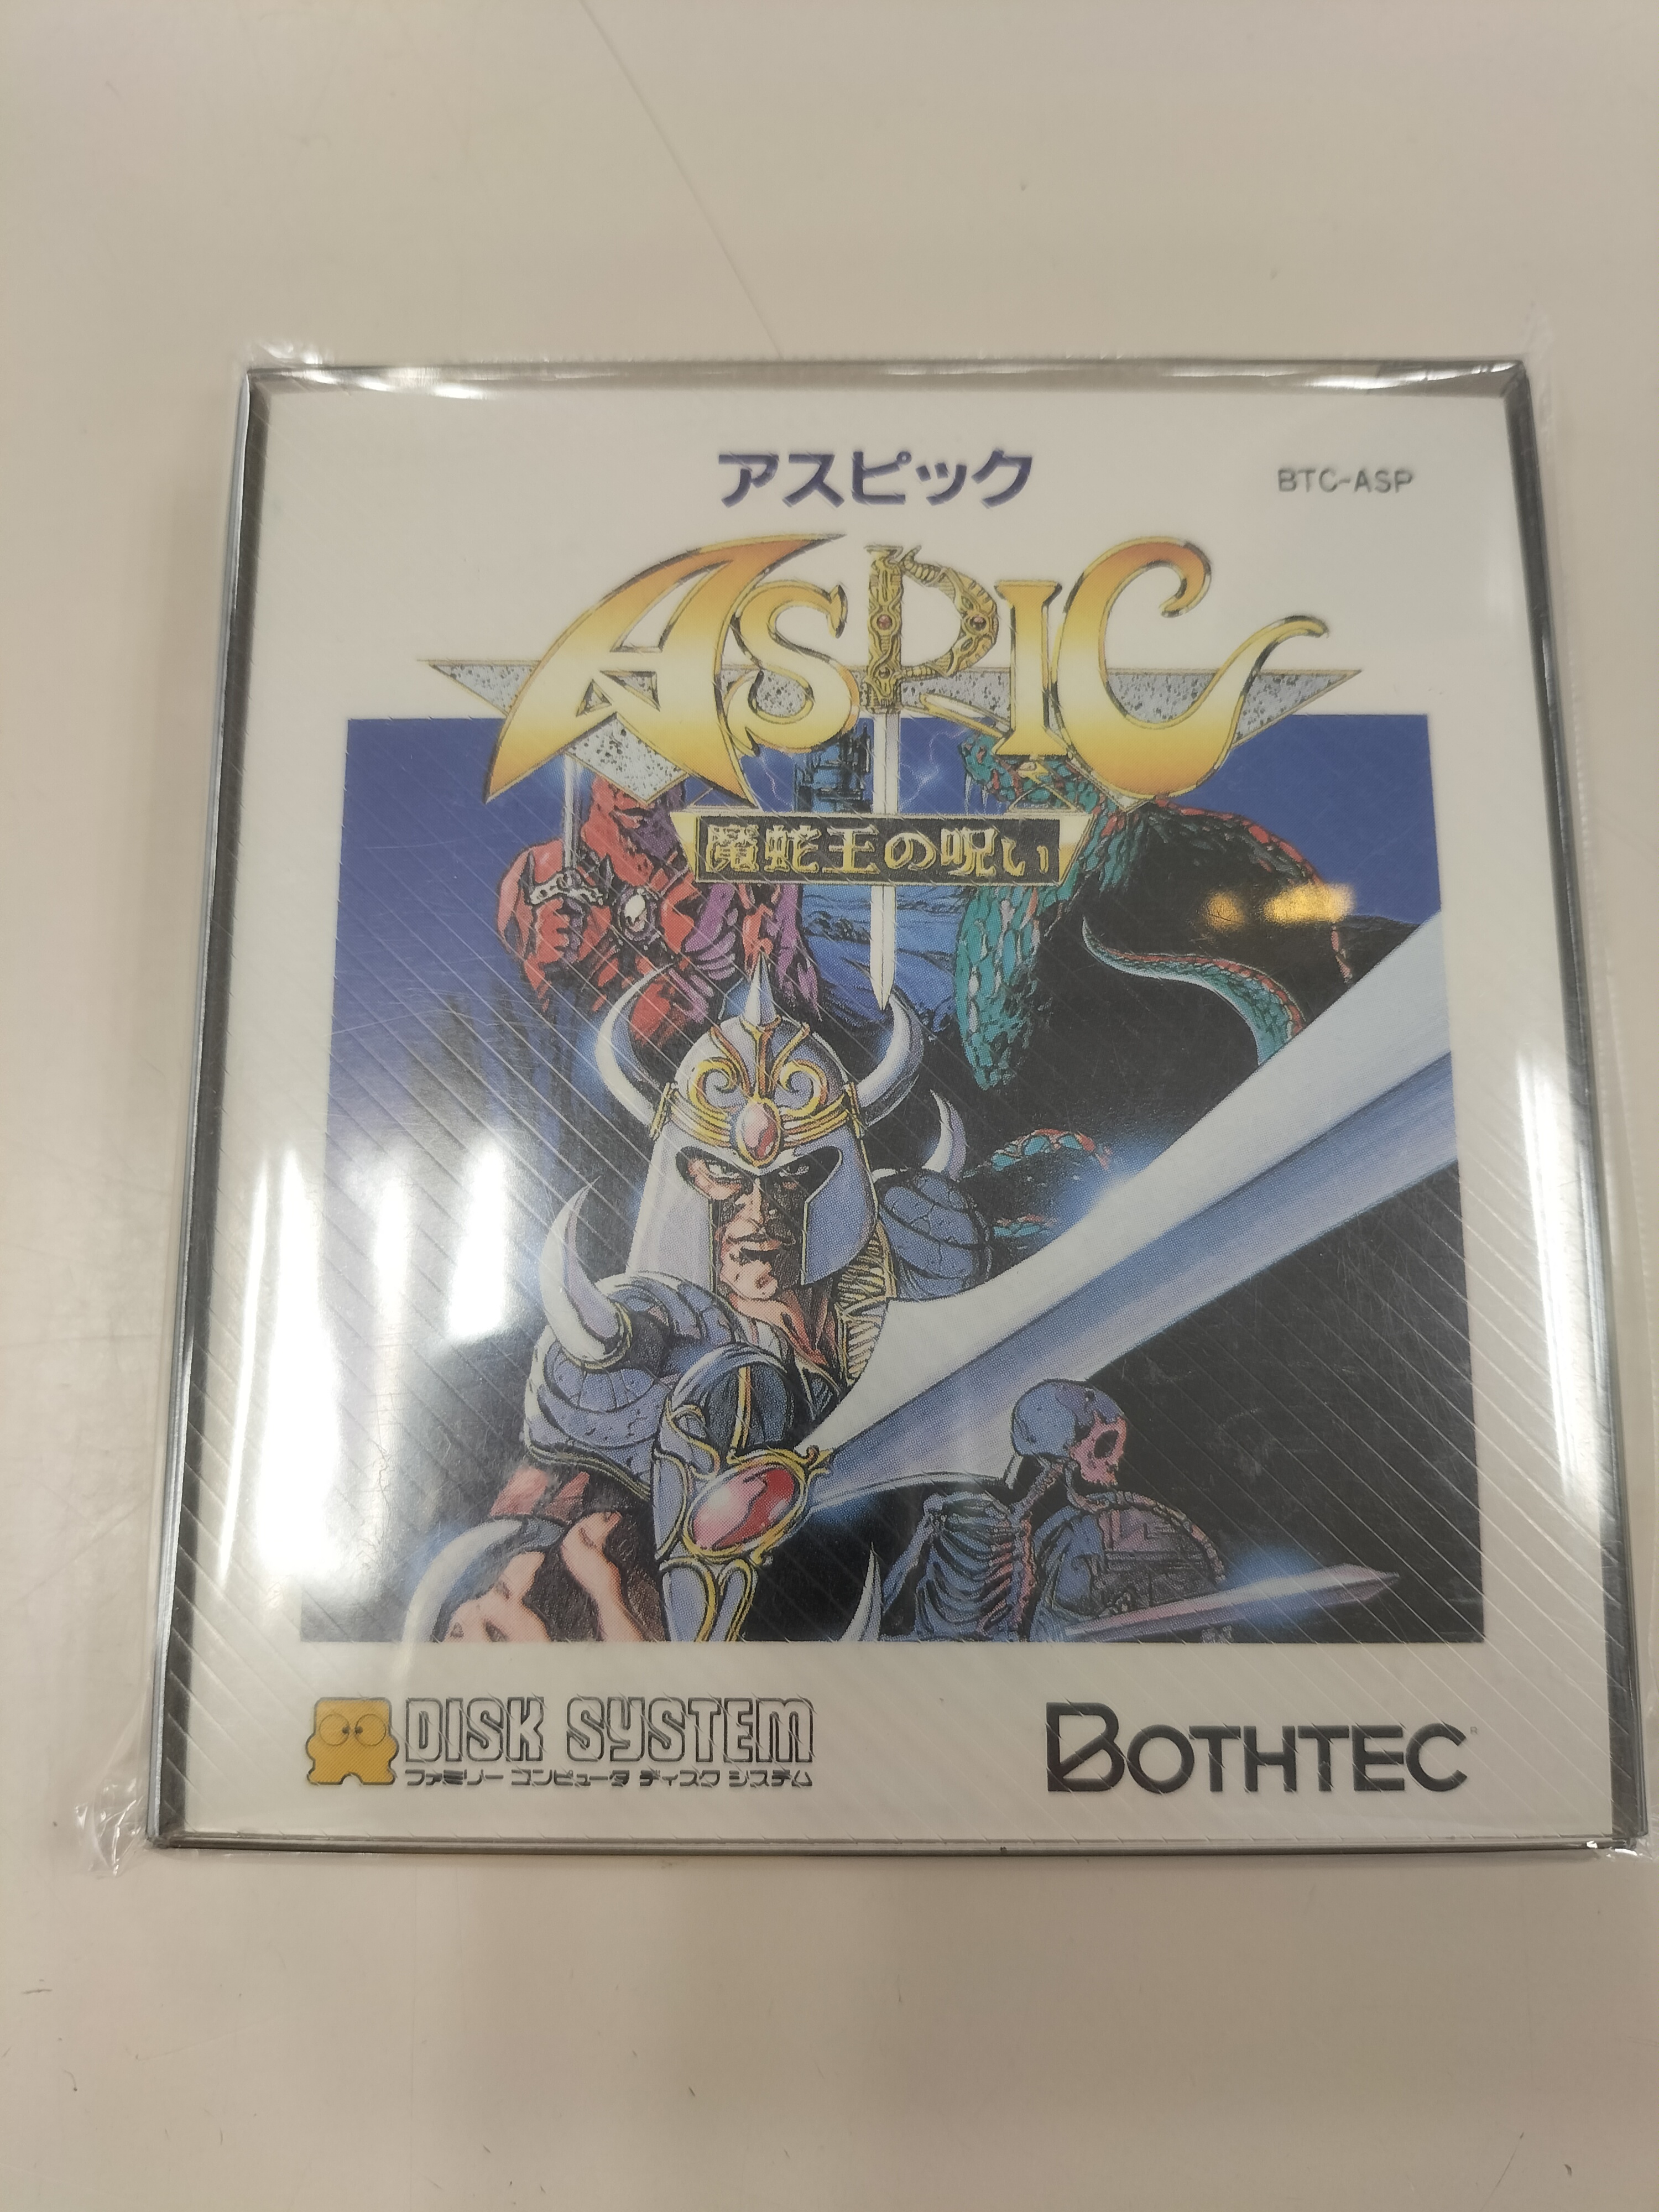 アスピック
BTC-ASP
ASPIC
魔蛇王の呪い
DISK SYSTEM
ファミリー コンピュータ ディスク システム
BOTHTEC